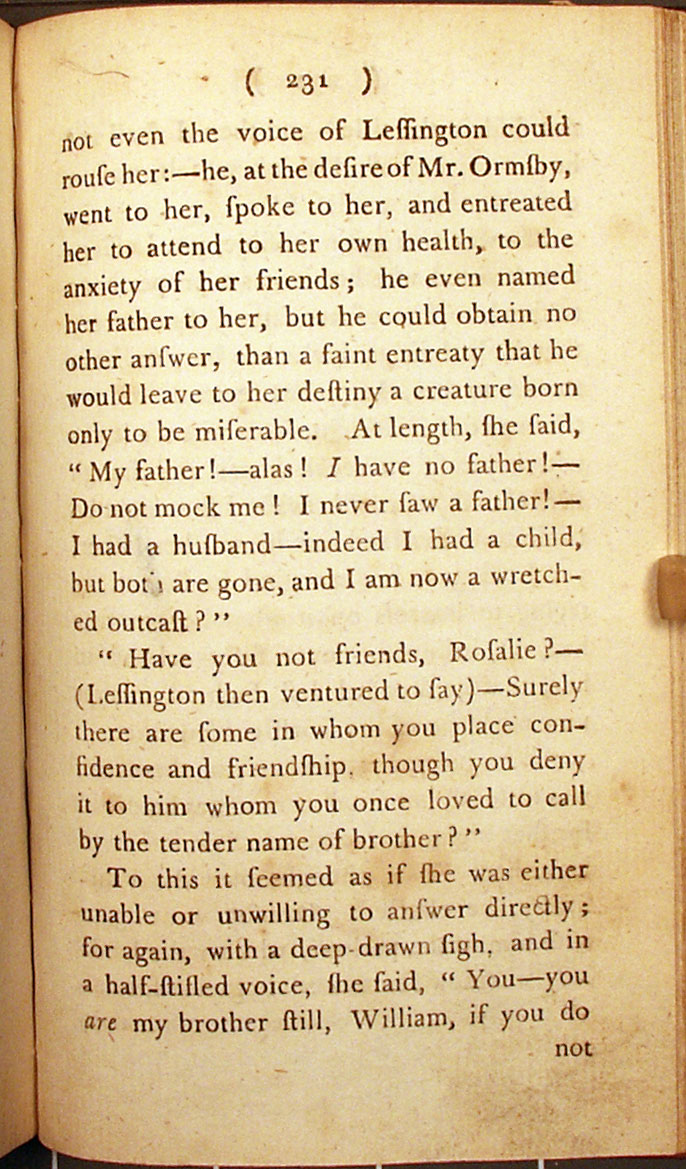 ( 231 )
not even the voice of Leſſington could
rouſe her:—he, at the deſire of Mr. Ormſby,
went to her, ſpoke to her, and entreated
her to attend to her own health, to the
anxiety of her friends; he even named
her father to her, but he could obtain no
other anſwer, than a faint entreaty that he
would leave to her deſtiny a creature born
only to be miſerable. At length, ſhe ſaid,
“ My father!—alas! I have no father!—
Do not mock me! I never ſaw a father!—
I had a huſband—indeed I had a child,
but both are gone, and I am now a wretch-
ed outcaſt?”
“ Have you not friends, Roſalie?—
(Leſſington then ventured to ſay)—Surely
there are ſome in whom you place con-
fidence and friendſhip, though you deny
it to him whom you once loved to call
by the tender name of brother?”
To this it ſeemed as if ſhe was either
unable or unwilling to anſwer directly;
for again, with a deep-drawn ſigh, and in
a half-ſtifled voice, ſhe ſaid, “ You—you
are my brother ſtill, William, if you do
not